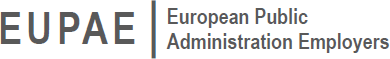 EUPAE
European Public
Administration Employers